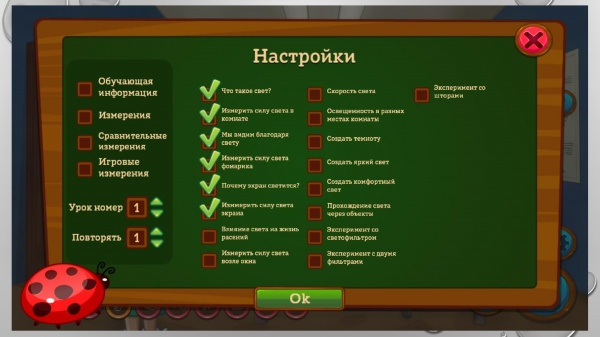 Настройки
Обучающая
информация
Измерения
Сравнительные
измерения
Игровые
измерения
Урок номер 1
Повторять 1
Что такое свет?
Измерить силу света в
комнате
Мы видим благодаря
свету
Измерить силу света
фонарика
Почему экран светится?
Измерить силу света
экрана
Влияние света на жизнь
расений
Измерить силу света
возле окна
Скорость света
Освещенность в разных
местах комнаты
Создать темноту
Создать яркий свет
Создать комфортный
свет
Прохождение света
через объекты
Эксперимент со
светофильтром
Эксперимент с двумя
фильтрами
Эксперимент со
шторами
Ok